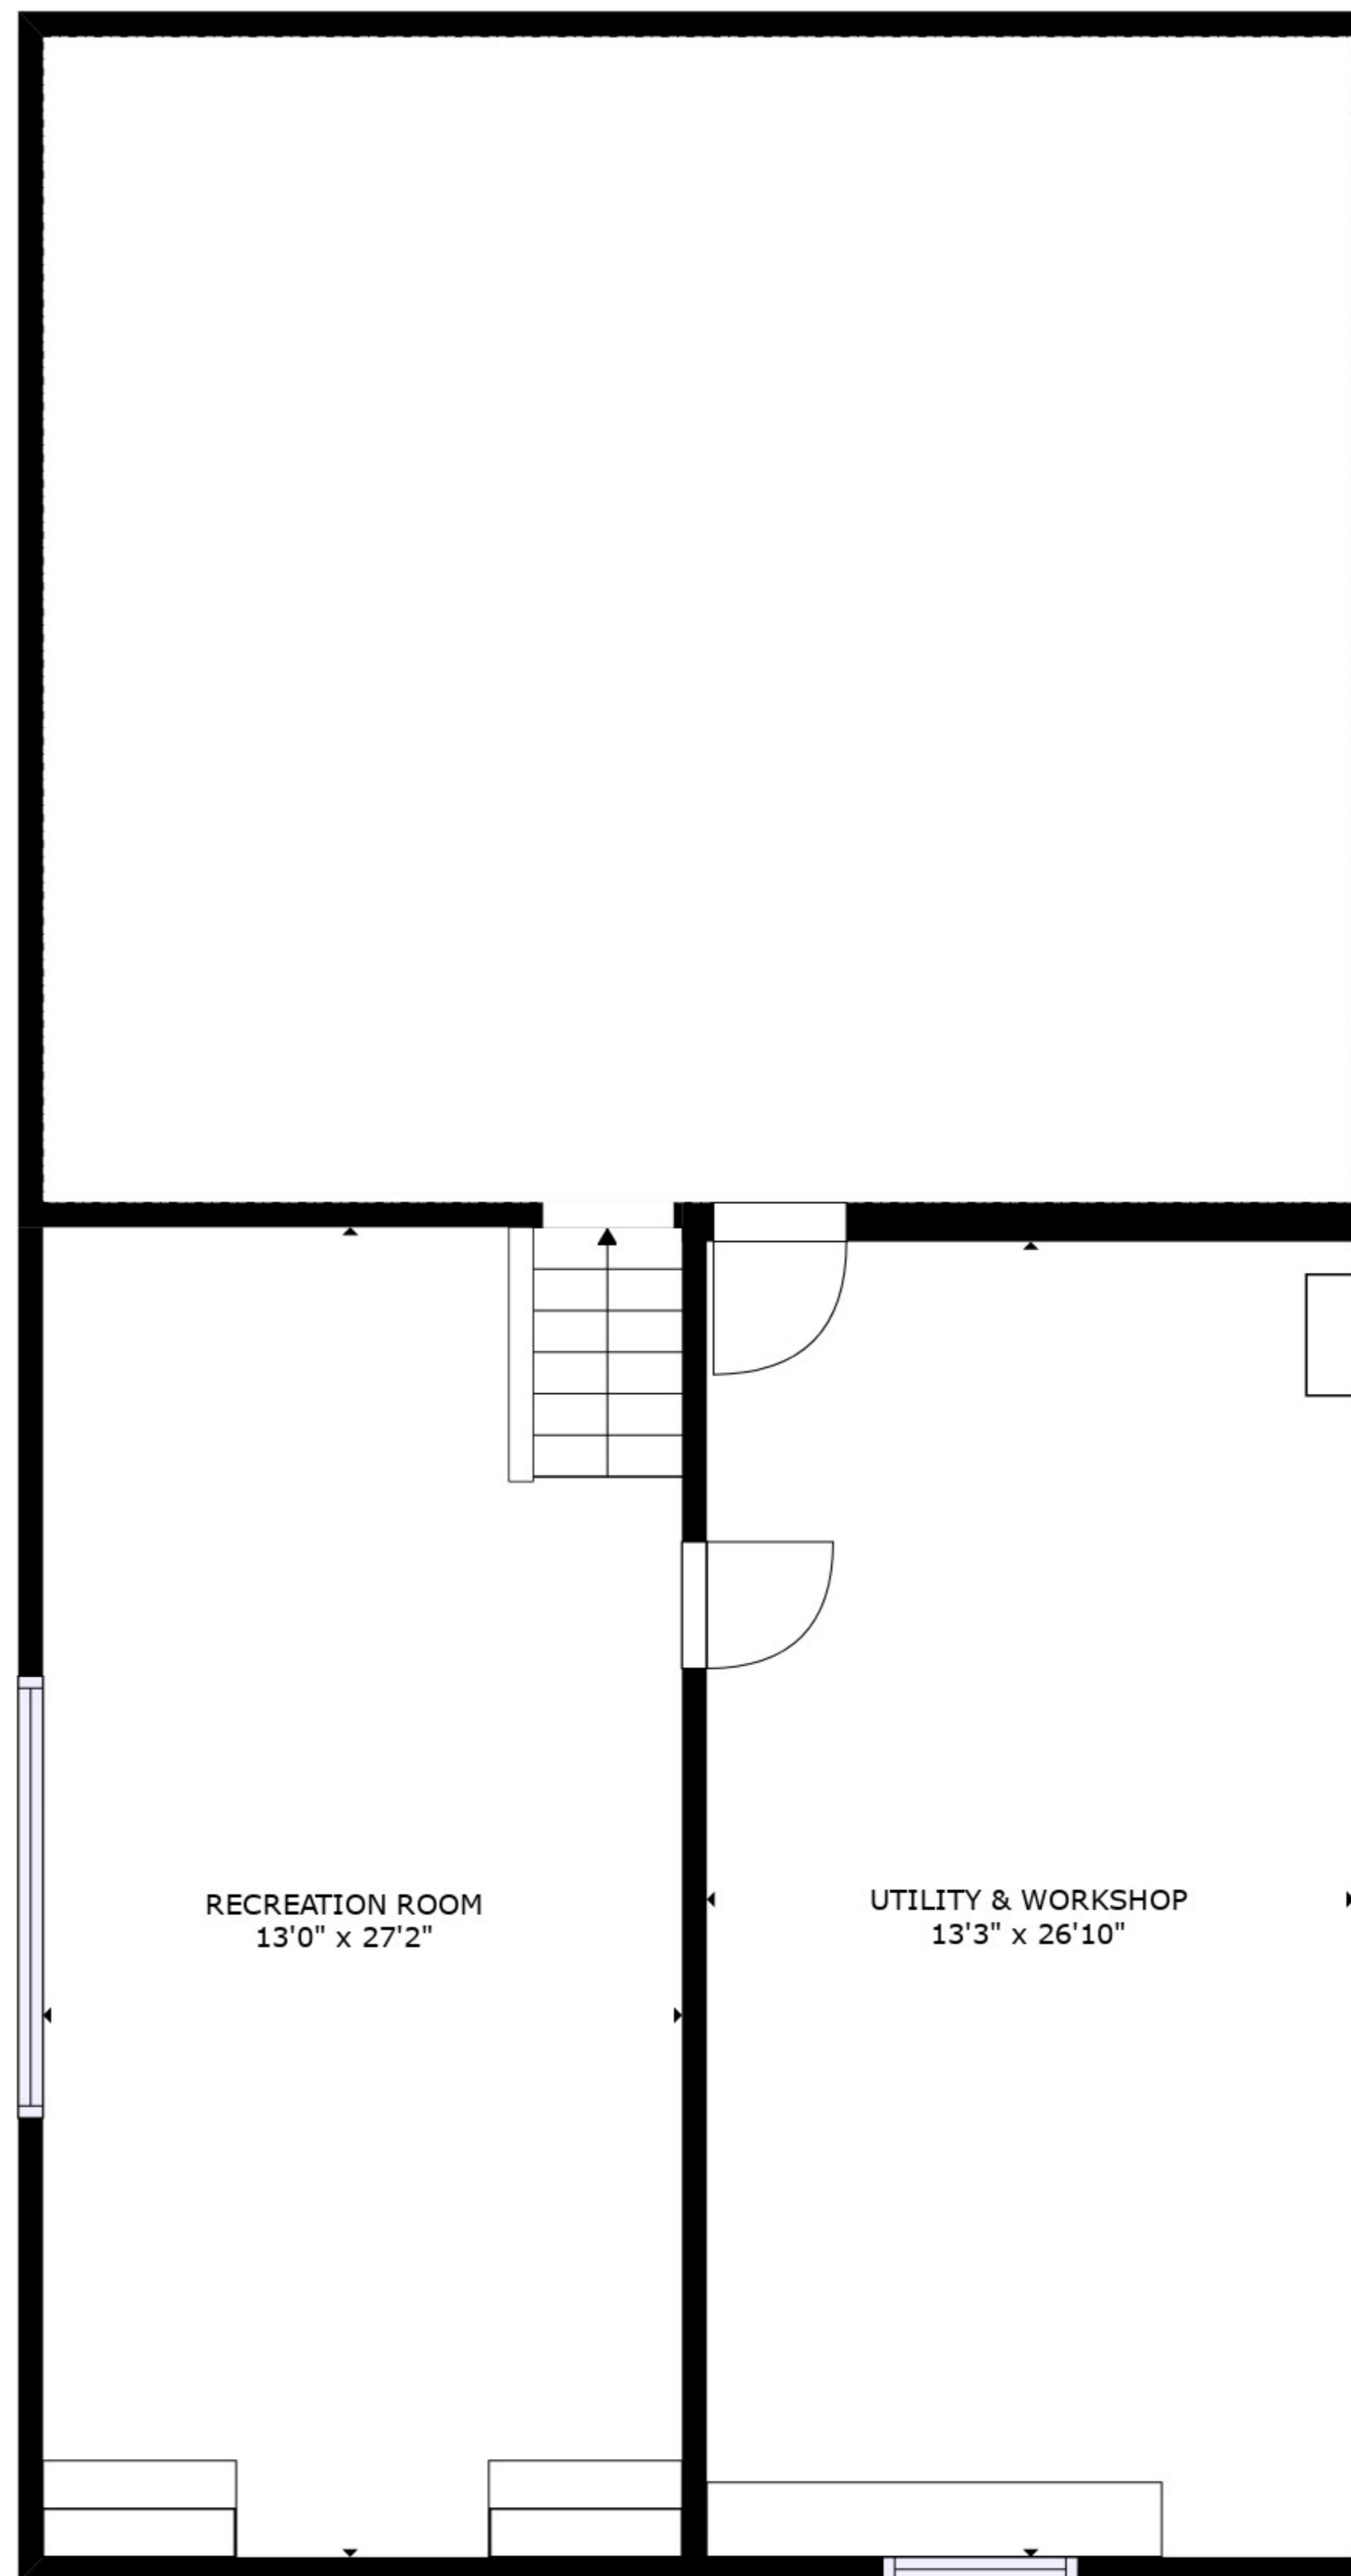 RECREATION ROOM
13'0" x 27'2"
UTILITY & WORKSHOP
13'3" x 26'10"